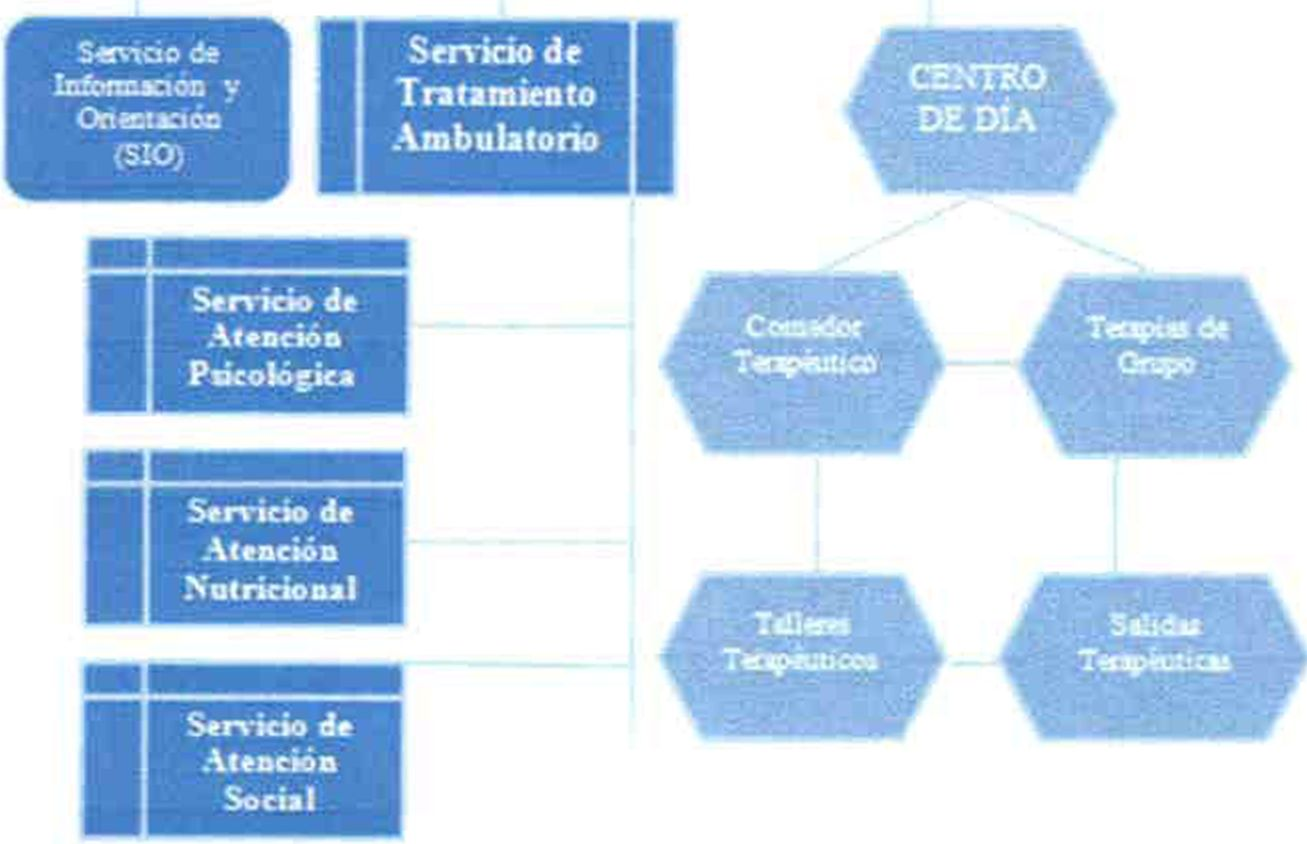 Servicio de
Información y
Orientación
(SIO)
Servicio de
Tratamiento
Ambulatorio
CENTRO
DE DÍA
Servicio de
Atención
Psicológica
Comedor
Terapéutico
Terapias de
Grupo
Servicio de
Atención
Nutricional
Talleres
Terapéuticos
Salidas
Terapéuticas
Servicio de
Atención
Social